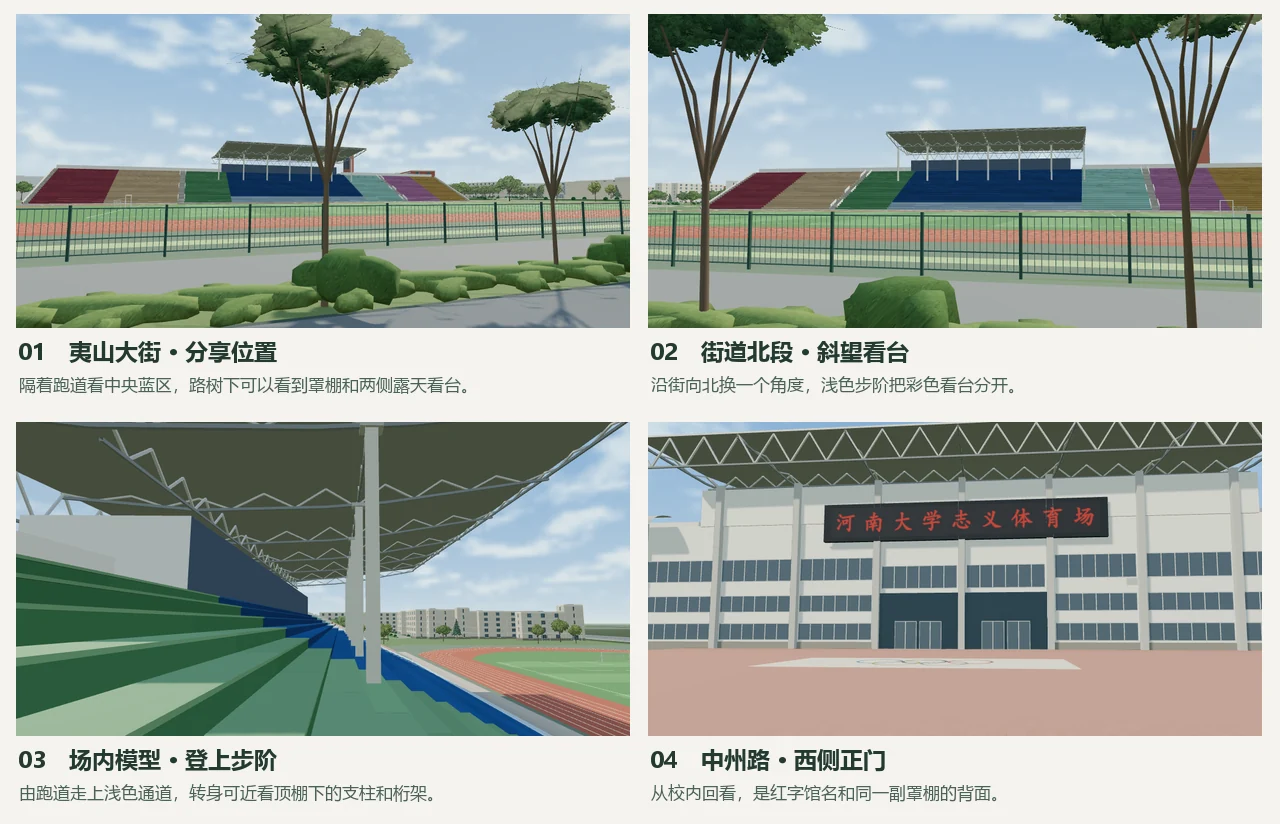 01 夷山大街·分享位置
隔着跑道看中央蓝区，路树下可以看到罩棚和两侧露天看台。
02 街道北段·斜望看台
沿街向北换一个角度，浅色步阶把彩色看台分开。
河南大学志义体育场
03 场内模型·登上步阶
由跑道走上浅色通道，转身可近看顶棚下的支柱和桁架。
04 中州路·西侧正门
从校内回看，是红字馆名和同一副罩棚的背面。